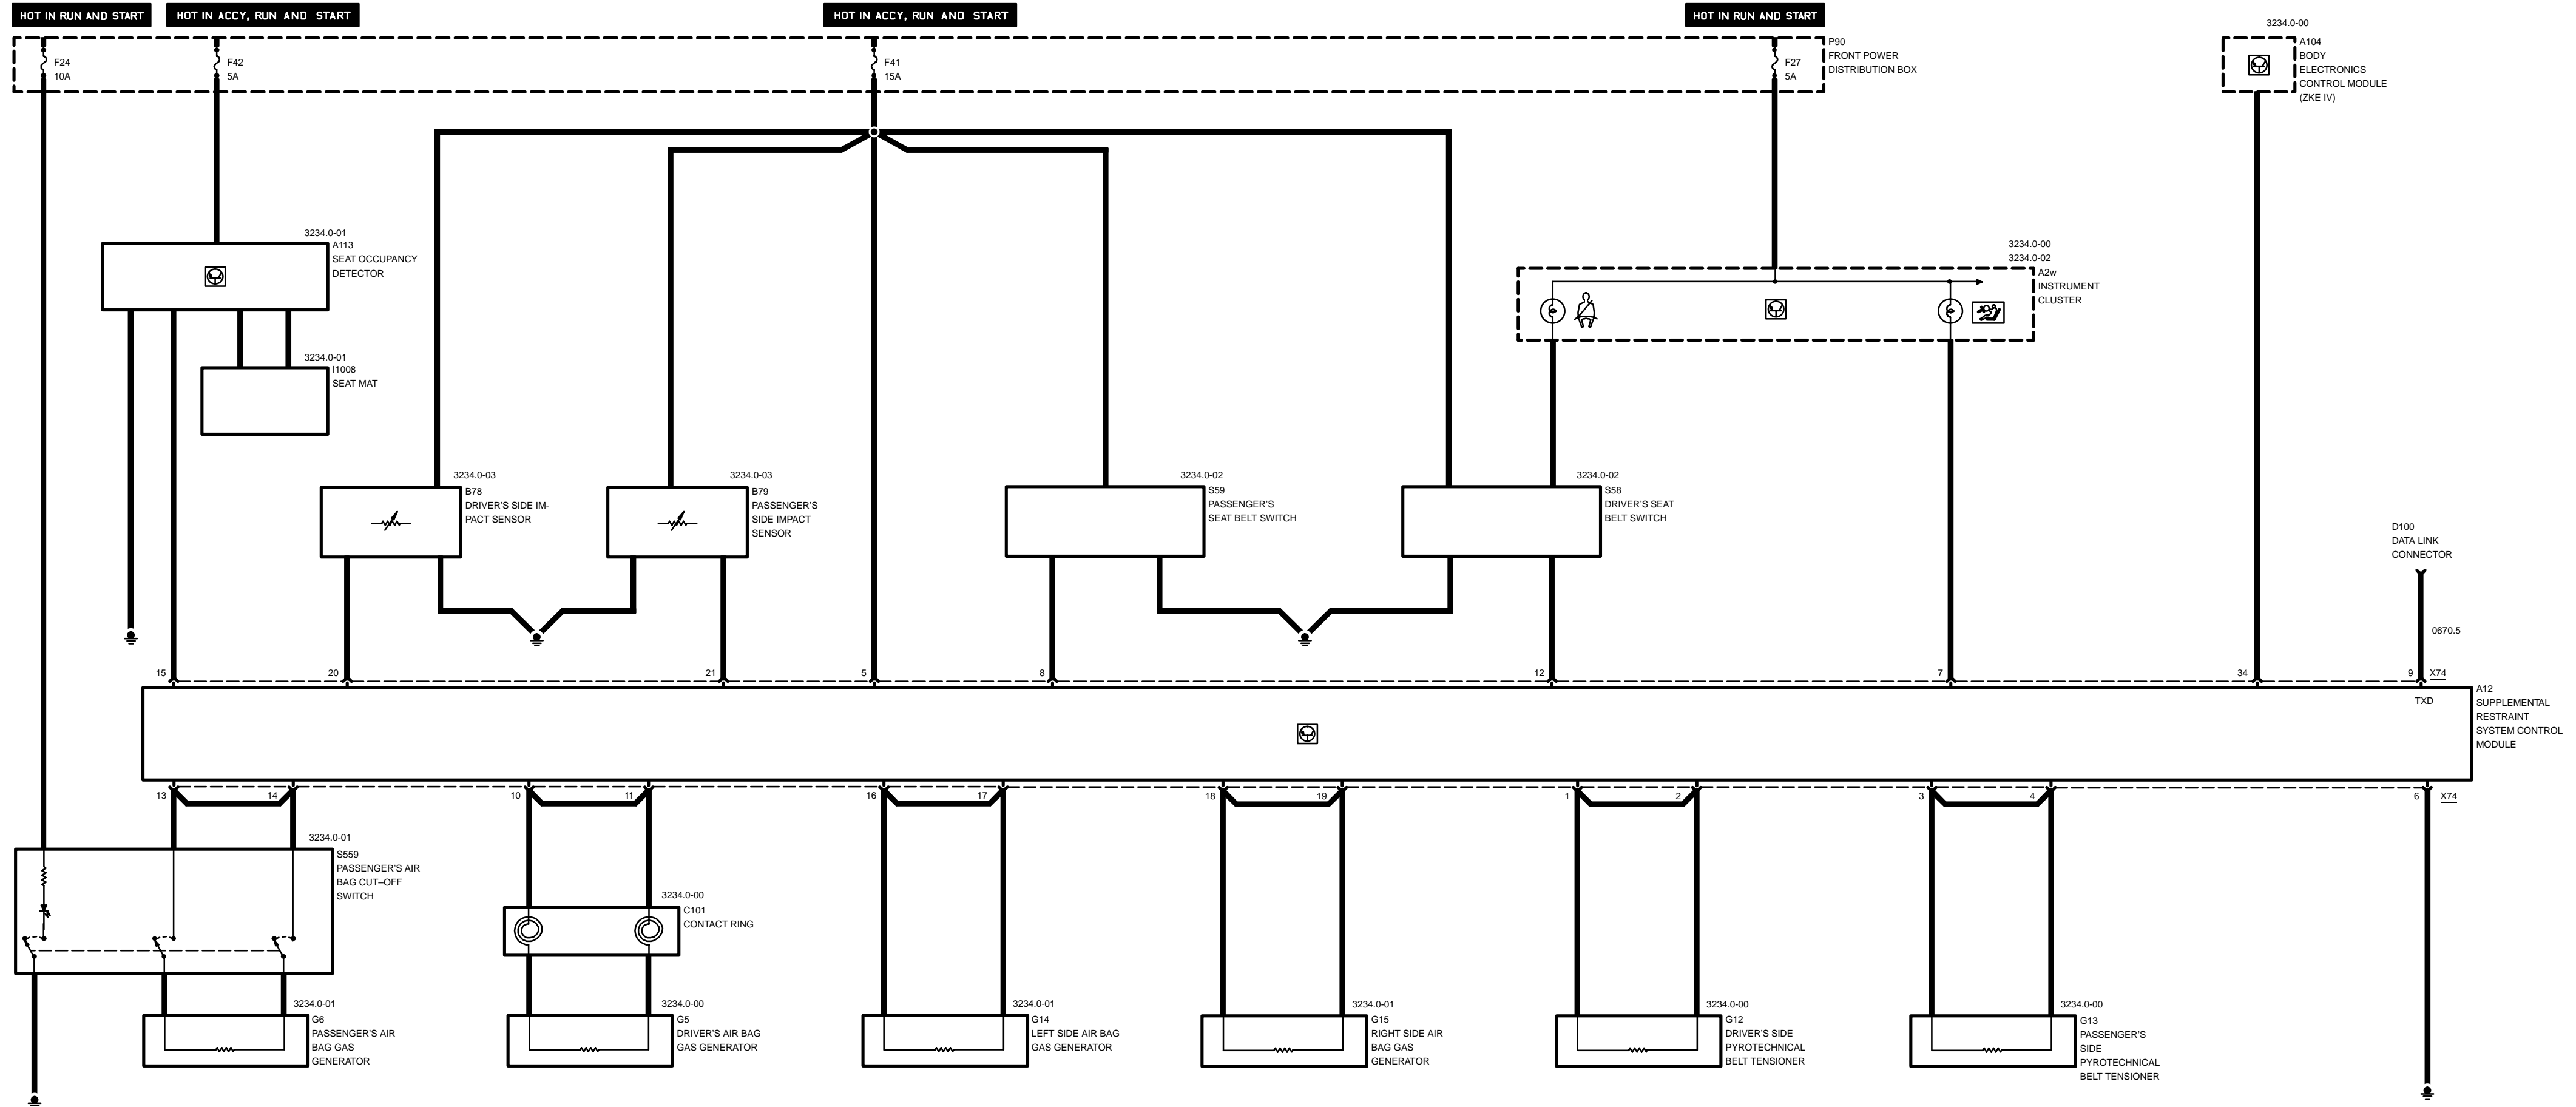 HOT IN RUN AND START
HOT IN ACCY, RUN AND START
HOT IN ACCY, RUN AND START
HOT IN RUN AND START
3234.0-00
F24
10A
F42
5A
F41
15A
F27
5A
P90
FRONT POWER
DISTRIBUTION BOX
A104
BODY
ELECTRONICS
CONTROL MODULE
(ZKE IV)
3234.0-01
A113
SEAT OCCUPANCY
DETECTOR
3234.0-00
3234.0-02
A2w
INSTRUMENT
CLUSTER
3234.0-01
I1008
SEAT MAT
3234.0-03
B78
DRIVER'S SIDE IM-
PACT SENSOR
3234.0-03
B79
PASSENGER'S
SIDE IMPACT
SENSOR
3234.0-02
S59
PASSENGER'S
SEAT BELT SWITCH
3234.0-02
S58
DRIVER'S SEAT
BELT SWITCH
D100
DATA LINK
CONNECTOR
0670.5
15
20
21
5
8
12
7
34
9
X74
TXD
A12
SUPPLEMENTAL
RESTRAINT
SYSTEM CONTROL
MODULE
13
14
10
11
16
17
18
19
1
2
3
4
6
X74
3234.0-01
S559
PASSENGER'S AIR
BAG CUT–OFF
SWITCH
3234.0-00
C101
CONTACT RING
3234.0-01
G6
PASSENGER'S AIR
BAG GAS
GENERATOR
3234.0-00
G5
DRIVER'S AIR BAG
GAS GENERATOR
3234.0-01
G14
LEFT SIDE AIR BAG
GAS GENERATOR
3234.0-01
G15
RIGHT SIDE AIR
BAG GAS
GENERATOR
3234.0-00
G12
DRIVER'S SIDE
PYROTECHNICAL
BELT TENSIONER
3234.0-00
G13
PASSENGER'S
SIDE
PYROTECHNICAL
BELT TENSIONER